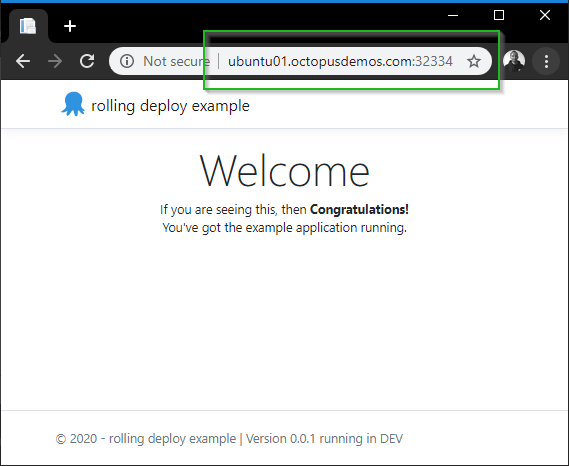 Not secure | ubuntu01.octopusdemos.com:32334
rolling deploy example
Welcome
If you are seeing this, then Congratulations!
You've got the example application running.
© 2020 - rolling deploy example | Version 0.0.1 running in DEV